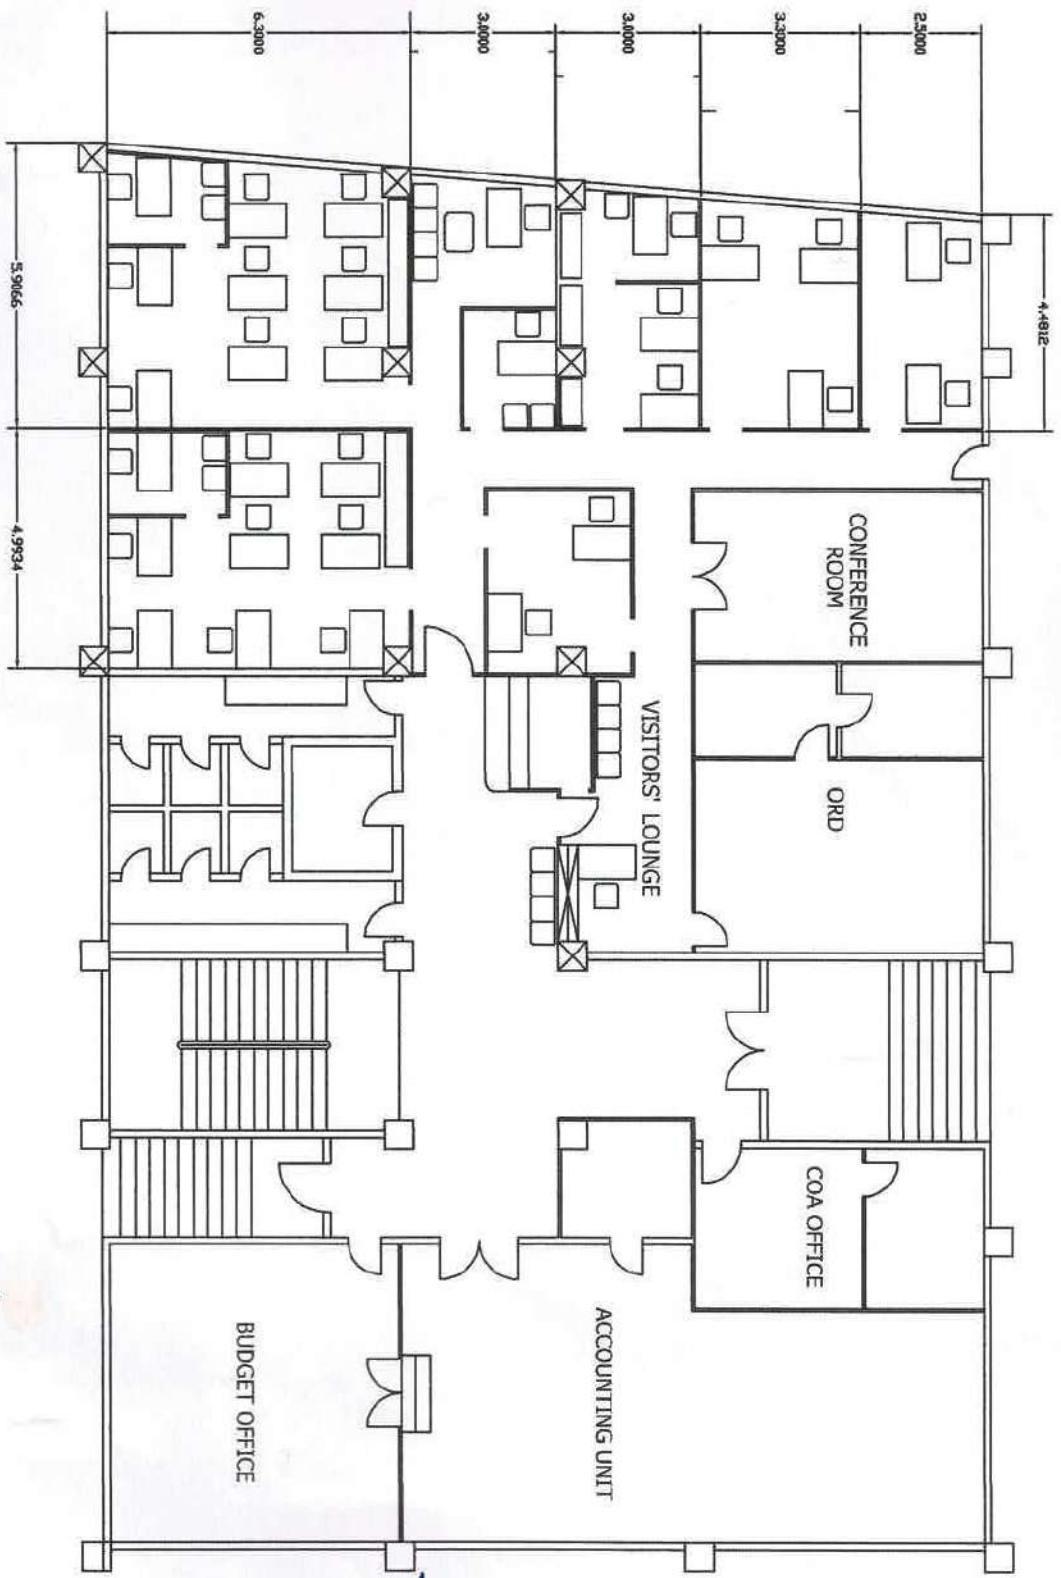 6.3000
3.0000
3.0000
3.3000
2.5000
5.9066
4.9934
4.4812
CONFERENCE
ROOM
ORD
VISITORS' LOUNGE
COA OFFICE
ACCOUNTING UNIT
BUDGET OFFICE